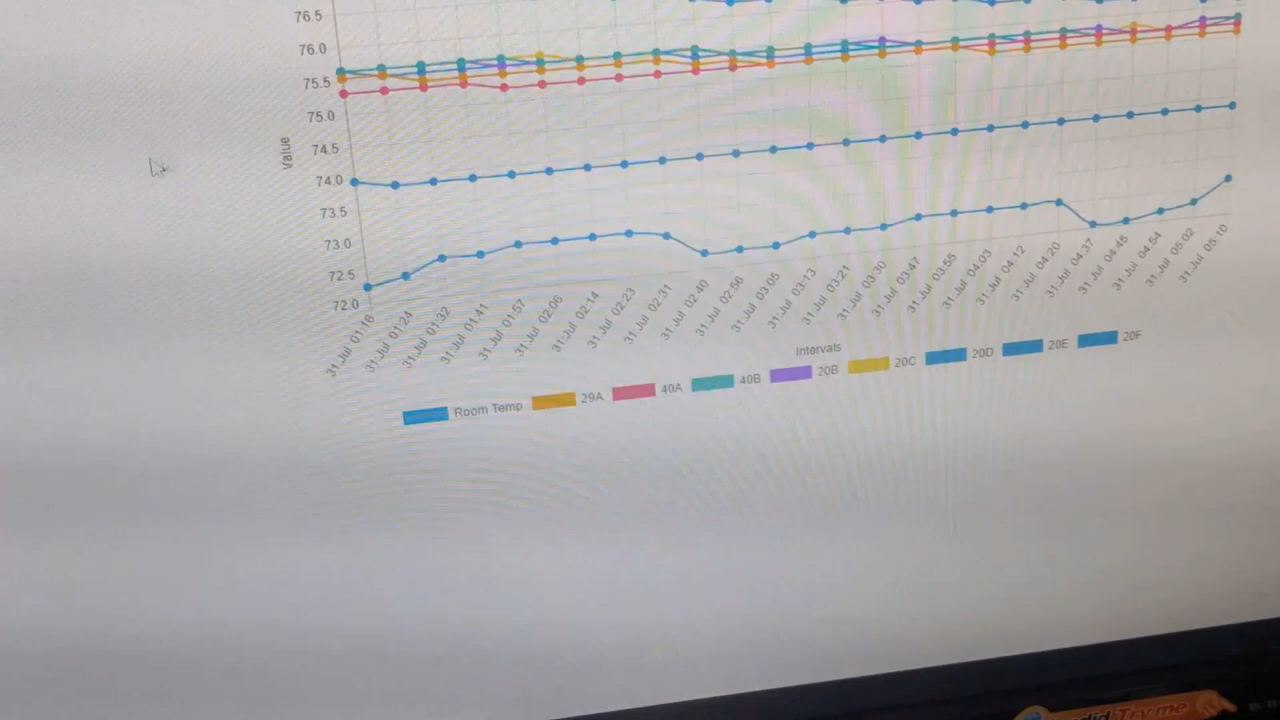 76.5
76.0
75.5
75.0
74.5
74.0
73.5
73.0
72.5
72.0
Value
31 Jul 01:16
31 Jul 01:24
31 Jul 01:32
31 Jul 01:41
31 Jul 01:57
31 Jul 02:06
31 Jul 02:14
31 Jul 02:23
31 Jul 02:31
31 Jul 02:40
31 Jul 02:56
31 Jul 03:05
31 Jul 03:13
31 Jul 03:21
31 Jul 03:30
31 Jul 03:47
31 Jul 03:55
31 Jul 04:03
31 Jul 04:12
31 Jul 04:20
31 Jul 04:37
31 Jul 04:45
31 Jul 04:54
31 Jul 05:02
31 Jul 05:10
Intervals
Room Temp 29A 40A 40B 20B 20C 20D 20E 20F
Try me